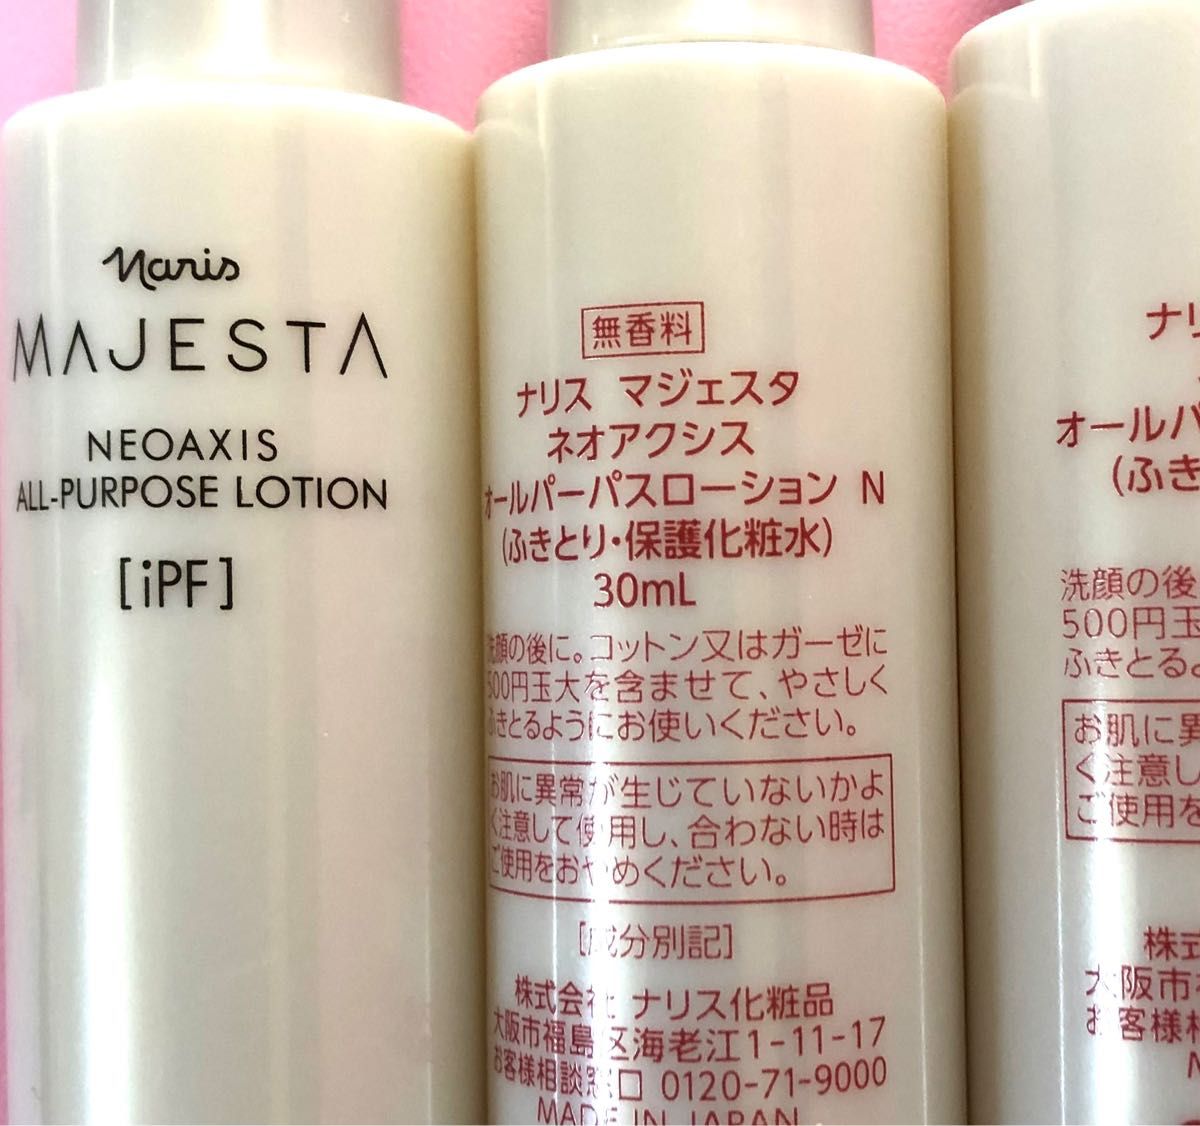 Naris
MAJESTA
NEOAXIS
ALL-PURPOSE LOTION
[iPF]
無香料
ナリス マジェスタ
ネオアクシス
オールパーパスローション N
(ふきとり・保護化粧水)
30mL
洗顔の後に。コットン又はガーゼに
500円玉大を含ませて、やさしく
ふきとるようにお使いください。
お肌に異常が生じていないかよ
く注意して使用し、合わない時は
ご使用をおやめください。
[成分別記]
株式会社 ナリス化粧品
大阪市福島区海老江1-11-17
お客様相談窓口 0120-71-9000
MADE IN JAPAN
ナリ
オールパ
(ふき
洗顔の後
500円玉
ふきとる
お肌に異
く注意し
ご使用を
株式
大阪市
お客様
M